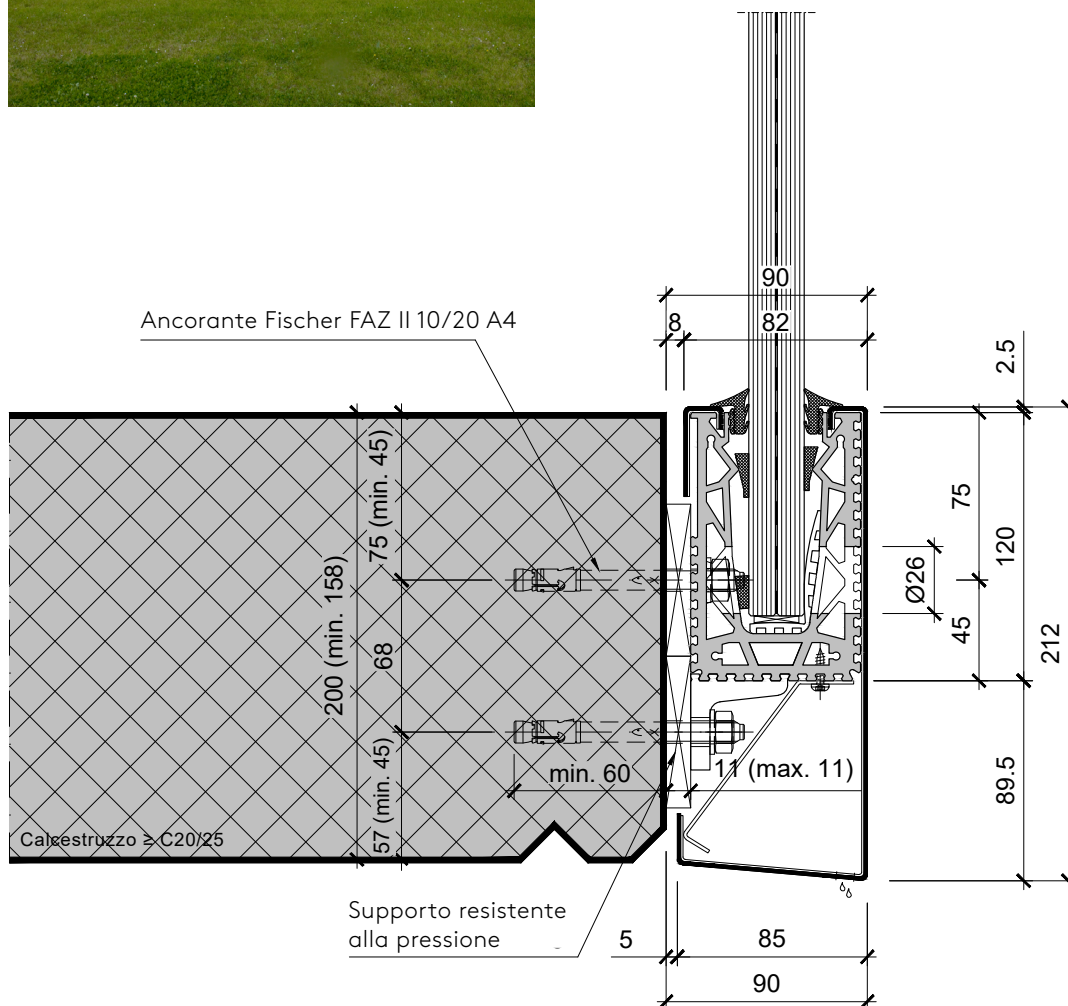 90
8
82
2.5
Ancorante Fischer FAZ II 10/20 A4
75 (min. 45)
200 (min. 158)
68
57 (min. 45)
75
120
Ø26
45
212
min. 60
11 (max. 11)
89.5
Calcestruzzo ≥ C20/25
Supporto resistente
alla pressione
5
85
90